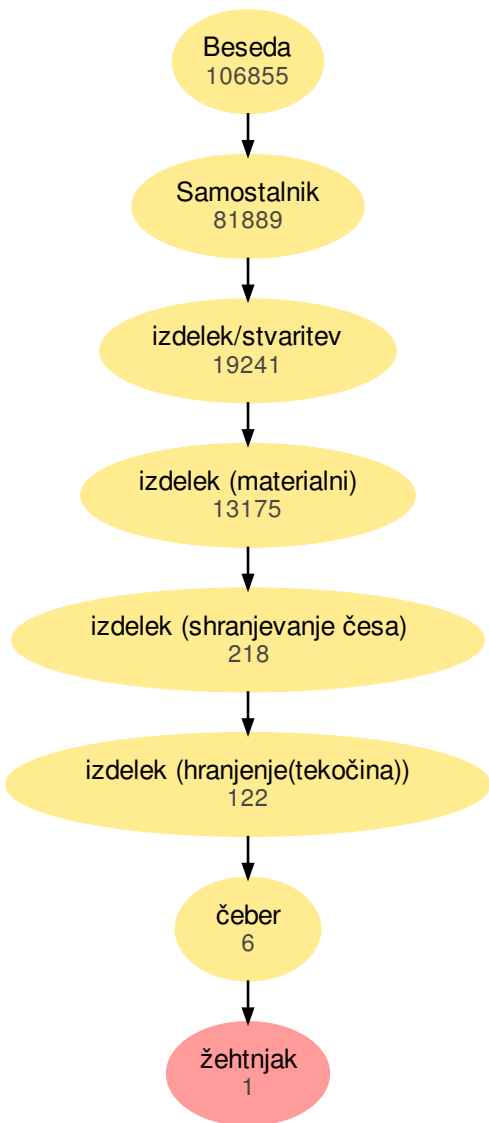 Beseda
106855
Samostalnik
81889
izdelek/stvaritev
19241
izdelek (materialni)
13175
izdelek (shranjevanje česa)
218
izdelek (hranjenje(tekočina))
122
čeber
6
žehtnjak
1